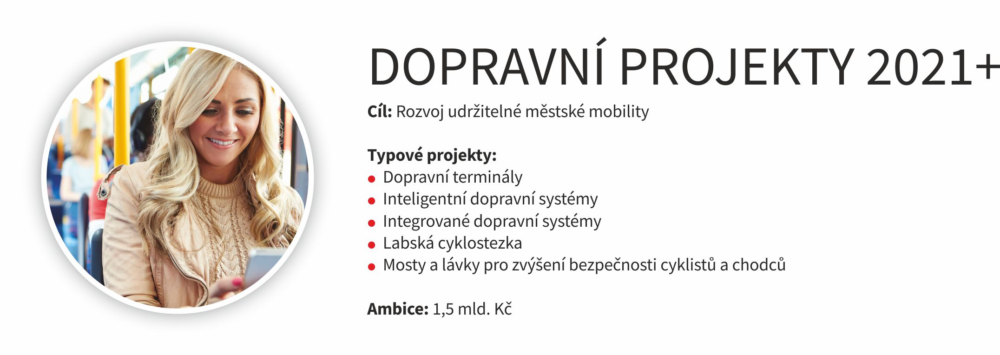 DOPRAVNÍ PROJEKTY 2021+
Cíl: Rozvoj udržitelné městské mobility
Typové projekty:
● Dopravní terminály
● Inteligentní dopravní systémy
● Integrované dopravní systémy
● Labská cyklostezka
● Mosty a lávky pro zvýšení bezpečnosti cyklistů a chodců
Ambice: 1,5 mld. Kč